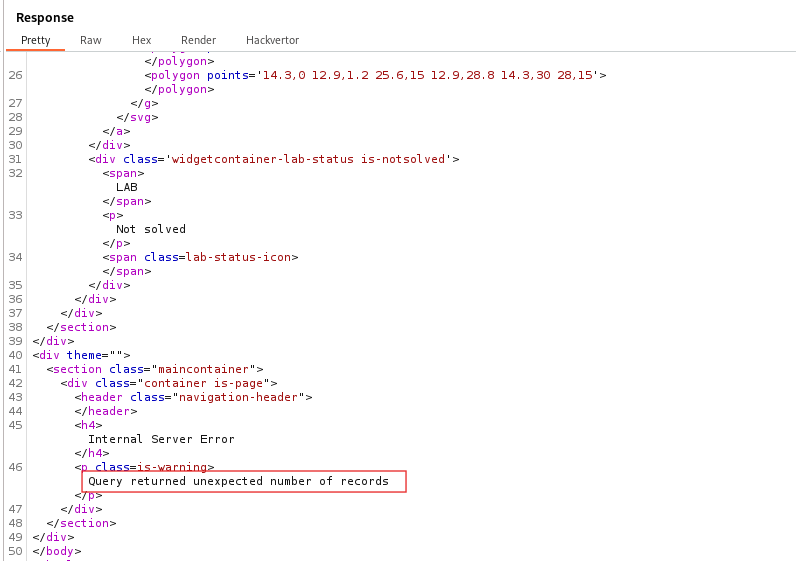 Response
Pretty Raw Hex Render Hackvertor
</polygon>
26 <polygon points='14.3,0 12.9,1.2 25.6,15 12.9,28.8 14.3,30 28,15'>
</polygon>
27 </g>
28 </svg>
29 </a>
30 </div>
31 <div class='widgetcontainer-lab-status is-notsolved'>
32 <span>
LAB
</span>
33 <p>
Not solved
</p>
34 <span class=lab-status-icon>
</span>
35 </div>
36 </div>
37 </div>
38 </section>
39 </div>
40 <div theme="">
41 <section class="maincontainer">
42 <div class="container is-page">
43 <header class="navigation-header">
44 </header>
45 <h4>
Internal Server Error
</h4>
46 <p class=is-warning>
Query returned unexpected number of records
</p>
47 </div>
48 </section>
49 </div>
50 </body>